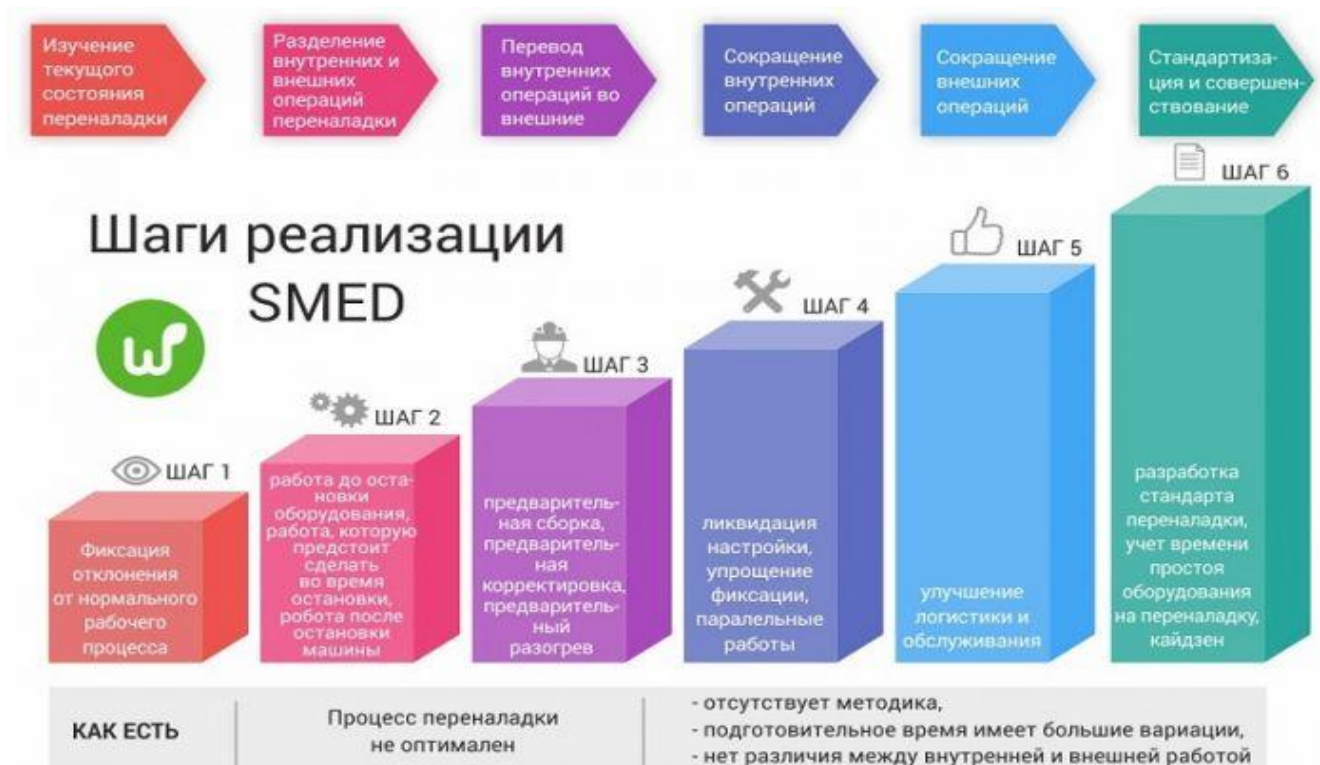 Изучение
текущого
состояния
переналадки
Разделение
внутренних и
внешних
операций
переналадки
Перевод
внутренних
операций во
внешние
Сокращение
внутренних
операций
Сокращение
внешних
операций
Стандартиза-
ция и совершен-
ствование
Шаги реализации
SMED
ШАГ 1
Фиксация
отклонения
от нормального
рабочего
процесса
ШАГ 2
работа до оста-
новки
оборудования,
работа, которую
предстоит
сделать
во время
остановки,
робота после
остановки
машины
ШАГ 3
предваритель-
ная сборка,
предваритель-
ная
корректировка,
предваритель-
ный
разогрев
ШАГ 4
ликвидация
настройки,
упрощение
фиксации,
паралельные
работы
ШАГ 5
улучшение
логистики и
обслуживания
ШАГ 6
разработка
стандарта
переналадки,
учет времени
простоя
оборудования
на переналадку,
кайдзен
КАК ЕСТЬ
Процесс переналадки
не оптимален
- отсутствует методика,
- подготовительное время имеет большие вариации,
- нет различия между внутренней и внешней работой